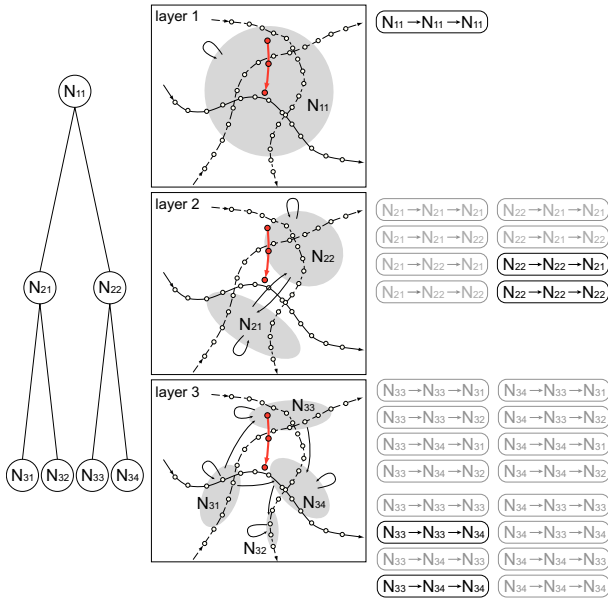 layer 1
N11
N11
N11→N11→N11
layer 2
N21
N22
N22
N21
N21→N21→N21
N22→N21→N21
N21→N21→N22
N22→N21→N22
N21→N22→N21
N22→N22→N21
N21→N22→N22
N22→N22→N22
layer 3
N31
N32
N33
N34
N33
N31
N34
N32
N33→N33→N31
N34→N33→N31
N33→N33→N32
N34→N33→N32
N33→N34→N31
N34→N34→N31
N33→N34→N32
N34→N34→N32
N33→N33→N33
N34→N33→N33
N33→N33→N34
N34→N33→N34
N33→N34→N33
N34→N34→N33
N33→N34→N34
N34→N34→N34